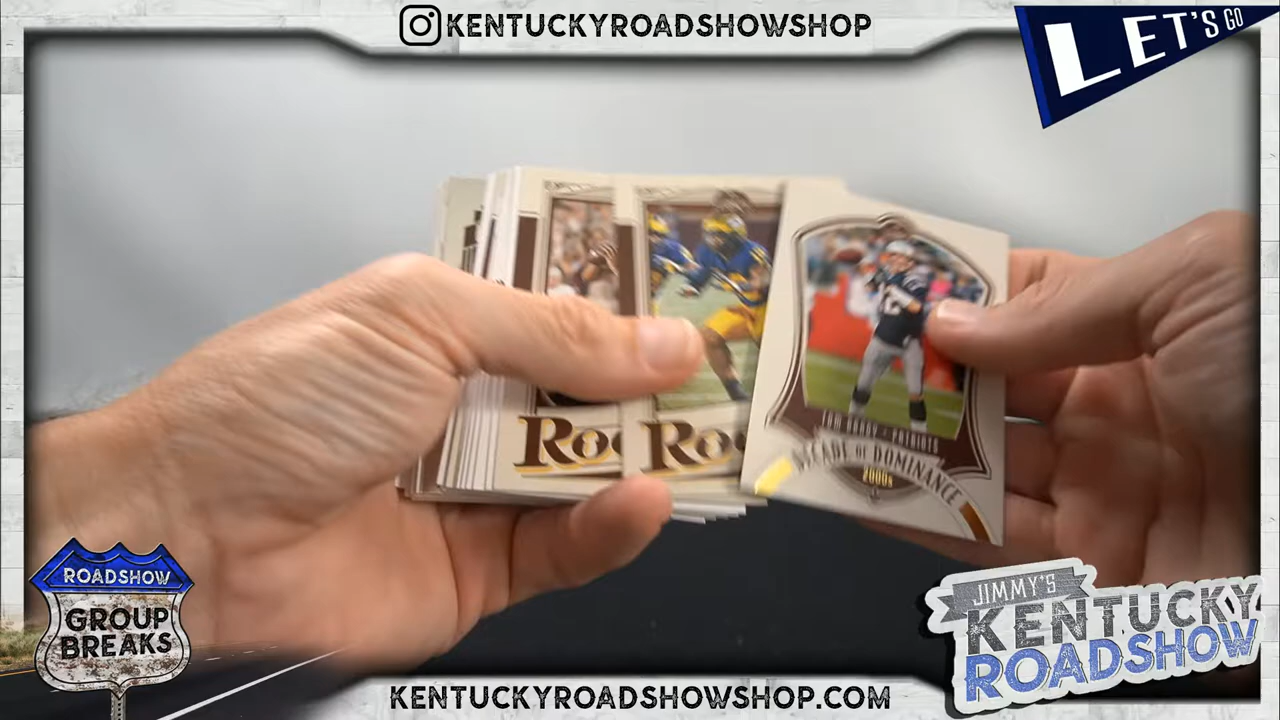 KENTUCKYROADSHOWSHOP
LET'S GO
Roo
Roo
TOM BRADY • PATRIOTS
DECADE OF DOMINANCE
2000s
ROADSHOW
GROUP
BREAKS
JIMMY'S
KENTUCKY
ROADSHOW
KENTUCKYROADSHOWSHOP.COM